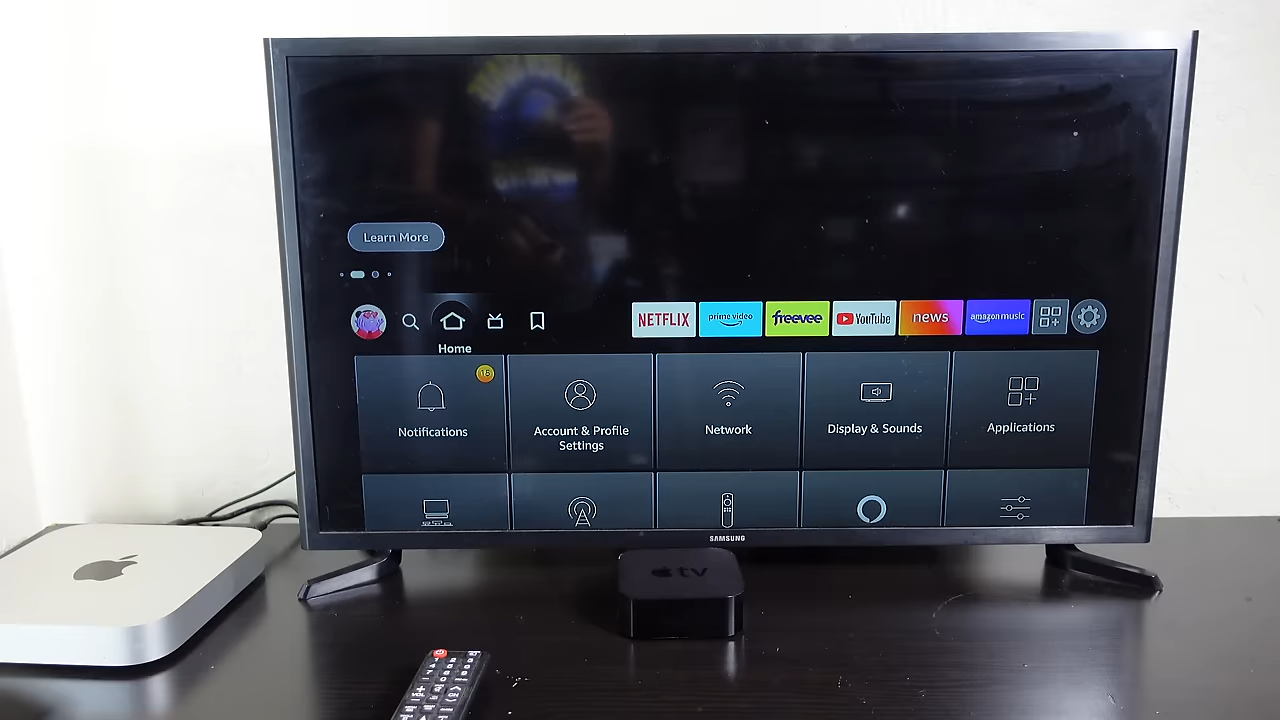 Learn More
NETFLIX
prime video
freevee
YouTube
news
amazon music
Home
Notifications
Account & Profile
Settings
Network
Display & Sounds
Applications
SAMSUNG
tv
VOL